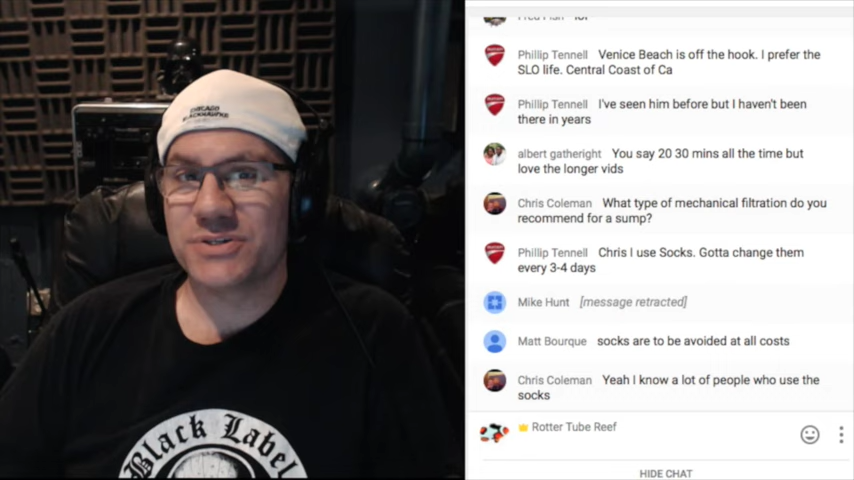 CHICAGO
BLACKHAWKS
Black Label
Phillip Tennell Venice Beach is off the hook. I prefer the
SLO life. Central Coast of Ca
Phillip Tennell I've seen him before but I haven't been
there in years
albert gatheright You say 20 30 mins all the time but
love the longer vids
Chris Coleman What type of mechanical filtration do you
recommend for a sump?
Phillip Tennell Chris I use Socks. Gotta change them
every 3-4 days
Mike Hunt [message retracted]
Matt Bourque socks are to be avoided at all costs
Chris Coleman Yeah I know a lot of people who use the
socks
Rotter Tube Reef
HIDE CHAT